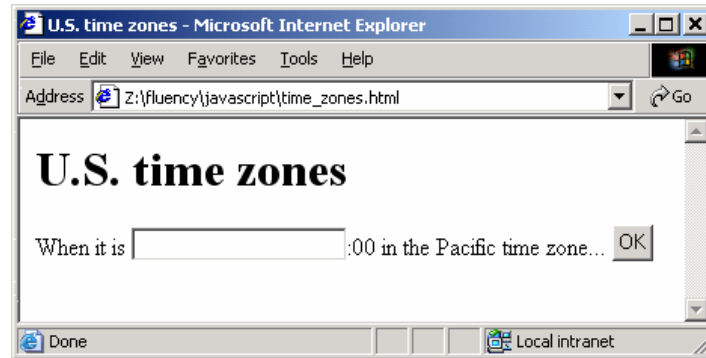 U.S. time zones - Microsoft Internet Explorer
File Edit View Favorites Tools Help
Address Z:\fluency\javascript\time_zones.html Go
U.S. time zones
When it is :00 in the Pacific time zone... OK
Done Local intranet